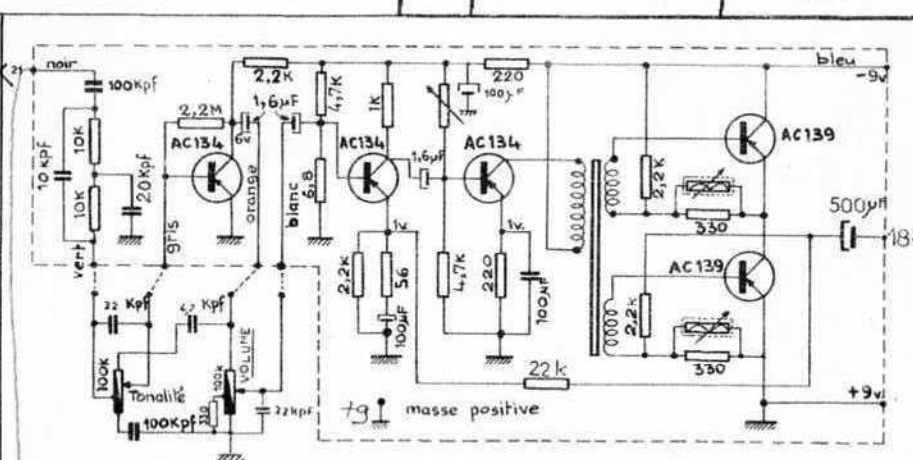 21
noir
100Kpf
10Kpf
10K
10K
20Kpf
vert
2,2M
AC134
gris
2,2K
6v
1,6µF
orange
blanc
4,7K
6,8
1K
AC134
1,6µF
1v.
2,2K
56
100µF
100µF
220
AC134
4,7K
1v.
220
100µF
bleu
-9v
AC139
2,2K
330
500µF
AC139
2,2K
330
22k
+9v
22 Kpf
Kpf
100K
Tonalité
100Kpf
VOLUME
100K
330
22Kpf
+9 masse positive